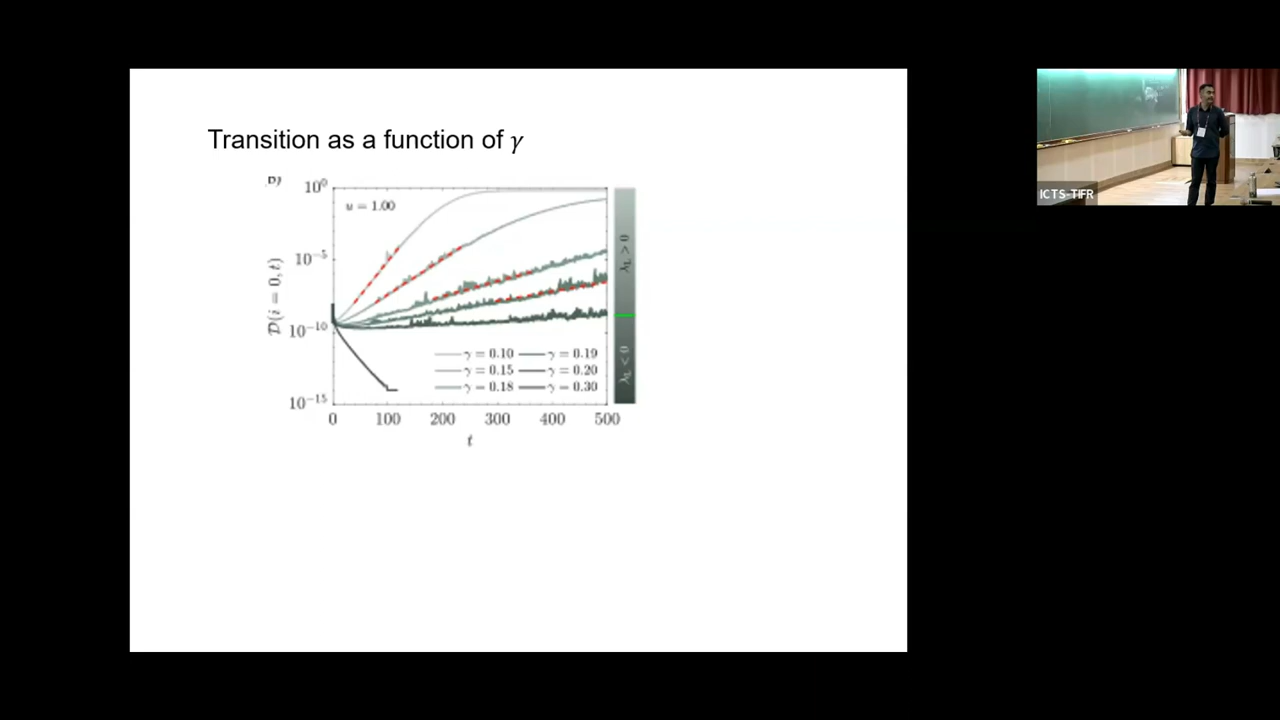 Transition as a function of γ
10⁰
u = 1.00
10⁻⁵
10⁻¹⁰
10⁻¹⁵
𝒟(i = 0, t)
γ = 0.10 γ = 0.19
γ = 0.15 γ = 0.20
γ = 0.18 γ = 0.30
0 100 200 300 400 500
t
λ_L > 0
λ_L < 0
ICTS-TIFR